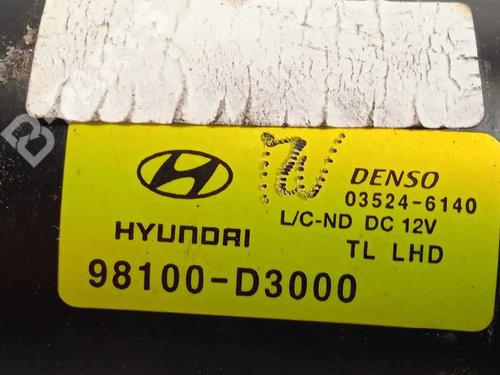 DENSO
03524-6140
L/C-ND DC 12V
HYUNDAI
TL LHD
98100-D3000